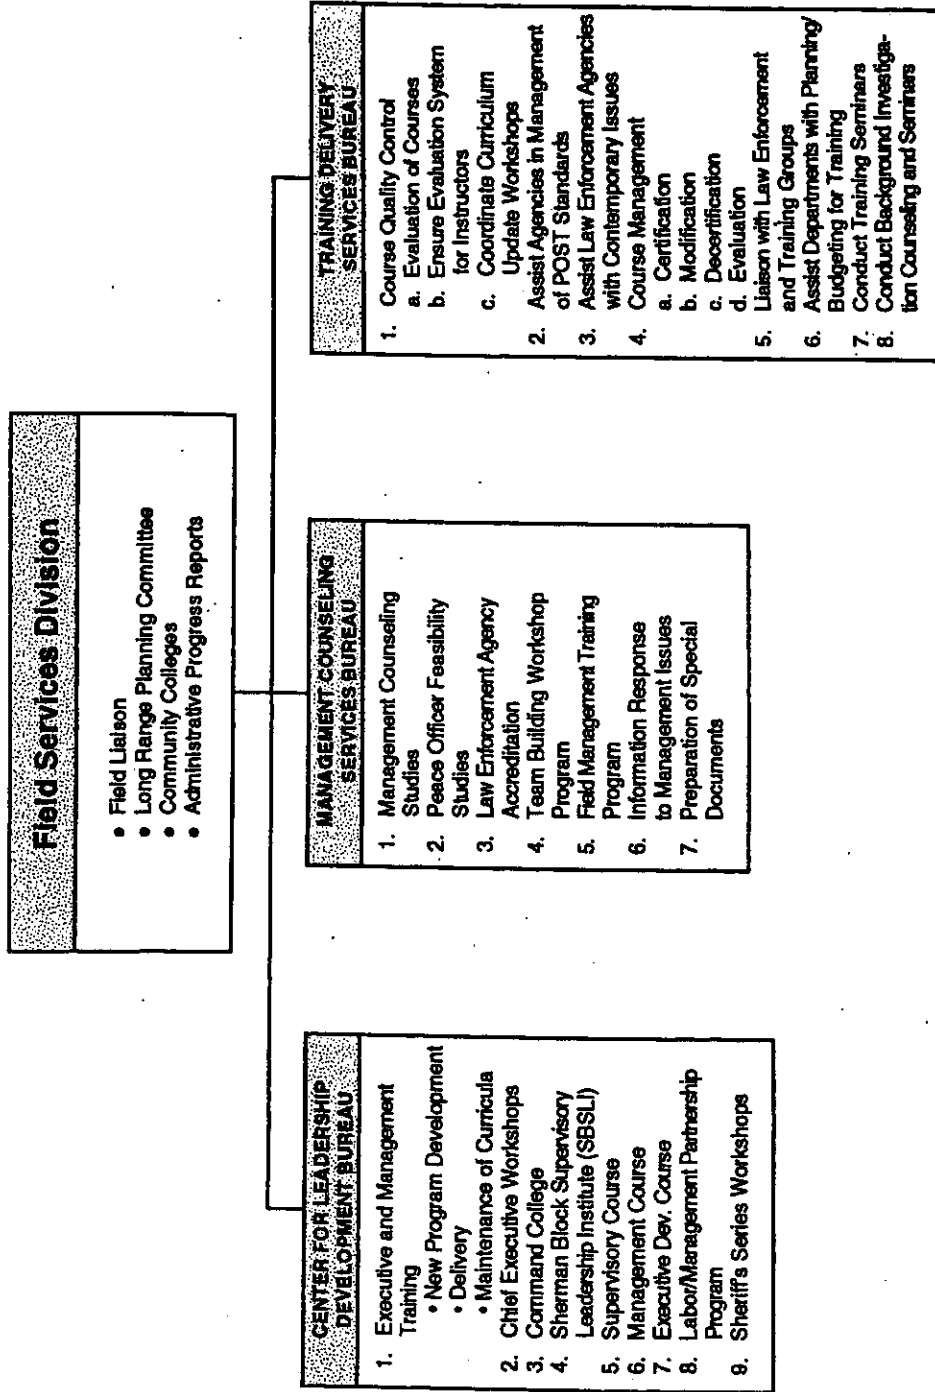 Field Services Division
• Field Liaison
• Long Range Planning Committee
• Community Colleges
• Administrative Progress Reports
CENTER FOR LEADERSHIP
DEVELOPMENT BUREAU
1. Executive and Management
Training
• New Program Development
• Delivery
• Maintenance of Curricula
2. Chief Executive Workshops
3. Command College
4. Sherman Block Supervisory
Leadership Institute (SBSLI)
5. Supervisory Course
6. Management Course
7. Executive Dev. Course
8. Labor/Management Partnership
Program
9. Sheriff's Series Workshops
MANAGEMENT COUNSELING
SERVICES BUREAU
1. Management Counseling
Studies
2. Peace Officer Feasibility
Studies
3. Law Enforcement Agency
Accreditation
4. Team Building Workshop
Program
5. Field Management Training
Program
6. Information Response
to Management Issues
7. Preparation of Special
Documents
TRAINING DELIVERY
SERVICES BUREAU
1. Course Quality Control
a. Evaluation of Courses
b. Ensure Evaluation System
for Instructors
c. Coordinate Curriculum
Update Workshops
2. Assist Agencies in Management
of POST Standards
3. Assist Law Enforcement Agencies
with Contemporary Issues
4. Course Management
a. Certification
b. Modification
c. Decertification
d. Evaluation
5. Liaison with Law Enforcement
and Training Groups
6. Assist Departments with Planning/
Budgeting for Training
7. Conduct Training Seminars
8. Conduct Background Investiga-
tion Counseling and Seminars